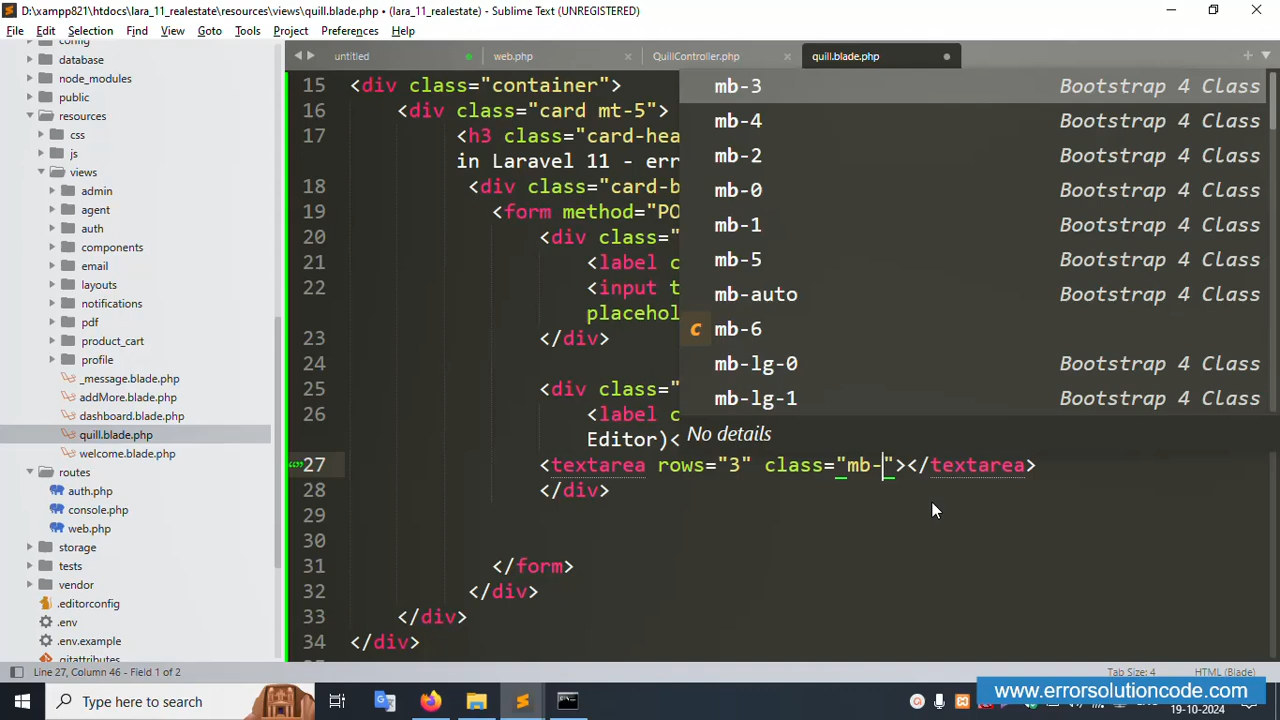 D:\xampp821\htdocs\lara_11_realestate\resources\views\quill.blade.php • (lara_11_realestate) - Sublime Text (UNREGISTERED)
File Edit Selection Find View Goto Tools Project Preferences Help
untitled web.php QuillController.php quill.blade.php
config
database
node_modules
public
resources
css
js
views
admin
agent
auth
components
email
layouts
notifications
pdf
product_cart
profile
_message.blade.php
addMore.blade.php
dashboard.blade.php
quill.blade.php
welcome.blade.php
routes
auth.php
console.php
web.php
storage
tests
vendor
.editorconfig
.env
.env.example
.gitattributes
15 <div class="container">
16 <div class="card mt-5">
17 <h3 class="card-hea
in Laravel 11 - err
18 <div class="card-b
19 <form method="PO
20 <div class="
21 <label c
22 <input t
placehol
23 </div>
24
25 <div class="
26 <label c
Editor)<
27 <textarea rows="3" class="mb-"></textarea>
28 </div>
29
30
31 </form>
32 </div>
33 </div>
34 </div>
mb-3 Bootstrap 4 Class
mb-4 Bootstrap 4 Class
mb-2 Bootstrap 4 Class
mb-0 Bootstrap 4 Class
mb-1 Bootstrap 4 Class
mb-5 Bootstrap 4 Class
mb-auto Bootstrap 4 Class
c mb-6
mb-lg-0 Bootstrap 4 Class
mb-lg-1 Bootstrap 4 Class
No details
Line 27, Column 46 - Field 1 of 2
Tab Size: 4 HTML (Blade)
Type here to search
www.errorsolutioncode.com
19-10-2024